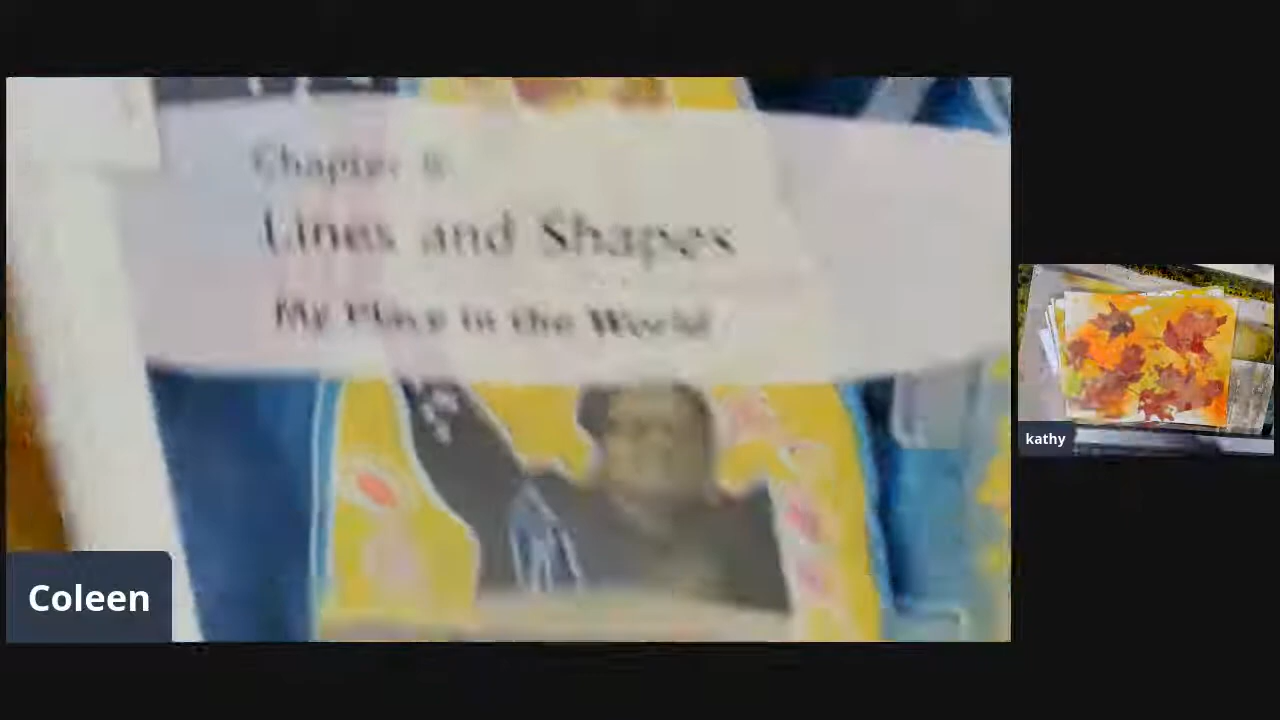 Chapter
Lines and Shapes
My Place in the World
Coleen
kathy